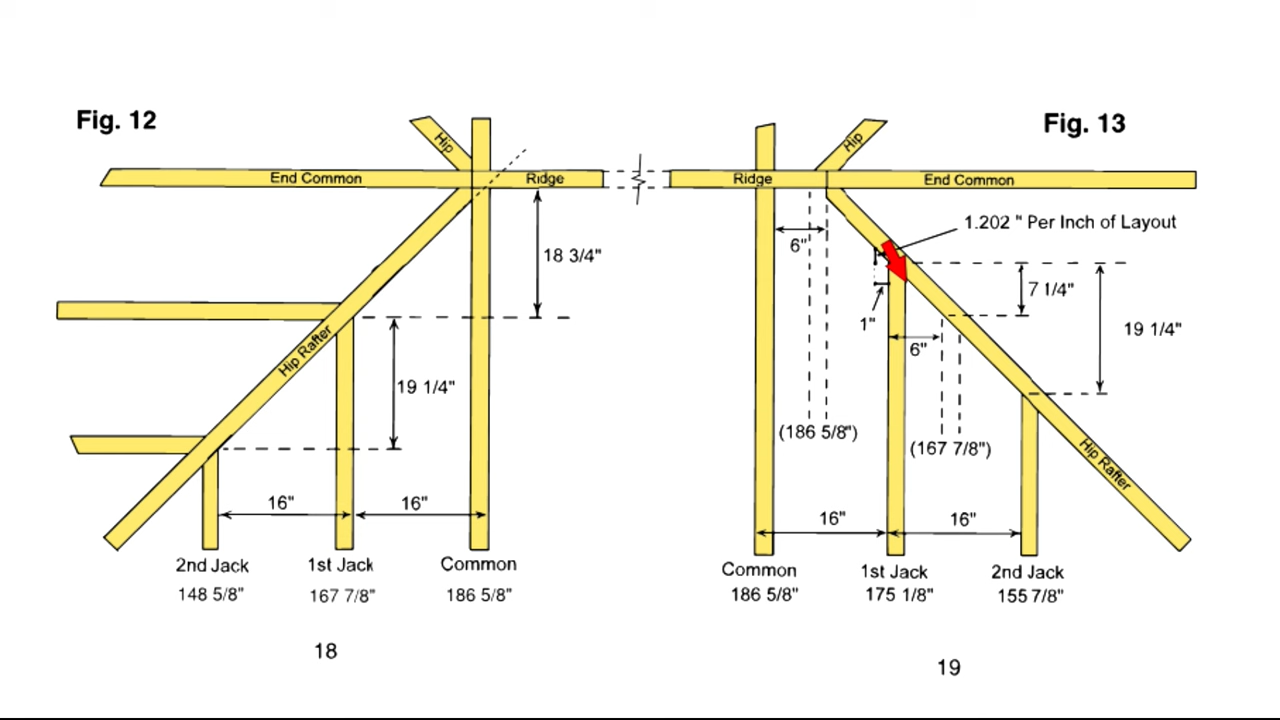 Fig. 12
Hip
End Common
Ridge
18 3/4"
Hip Rafter
19 1/4"
16"
16"
2nd Jack
1st Jack
Common
148 5/8"
167 7/8"
186 5/8"
18
Fig. 13
Hip
Ridge
End Common
1.202 " Per Inch of Layout
6"
7 1/4"
1"
19 1/4"
6"
(186 5/8")
(167 7/8")
Hip Rafter
16"
16"
Common
1st Jack
2nd Jack
186 5/8"
175 1/8"
155 7/8"
19